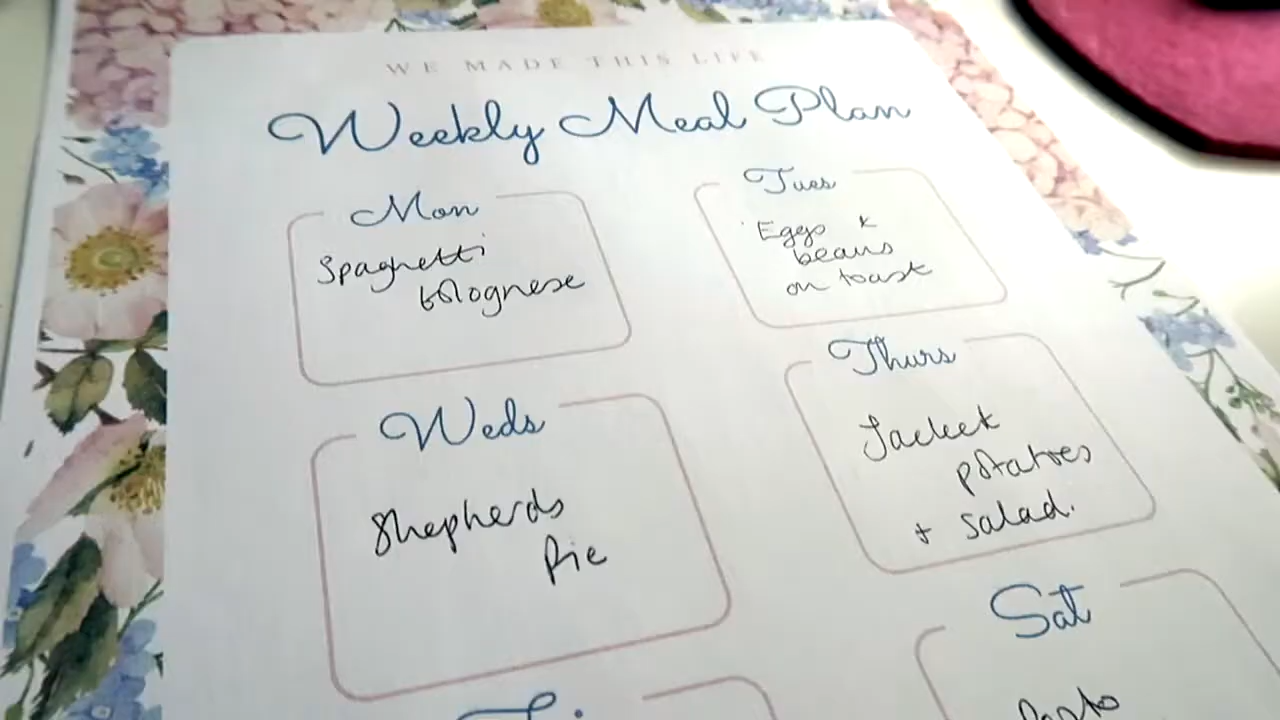 WE MADE THIS LIFE
Weekly Meal Plan
Mon
Spaghetti
bolognese
Tues
Eggs &
beans
on toast
Weds
Shepherds
Pie
Thurs
Jacket
potatoes
+ salad.
Sat